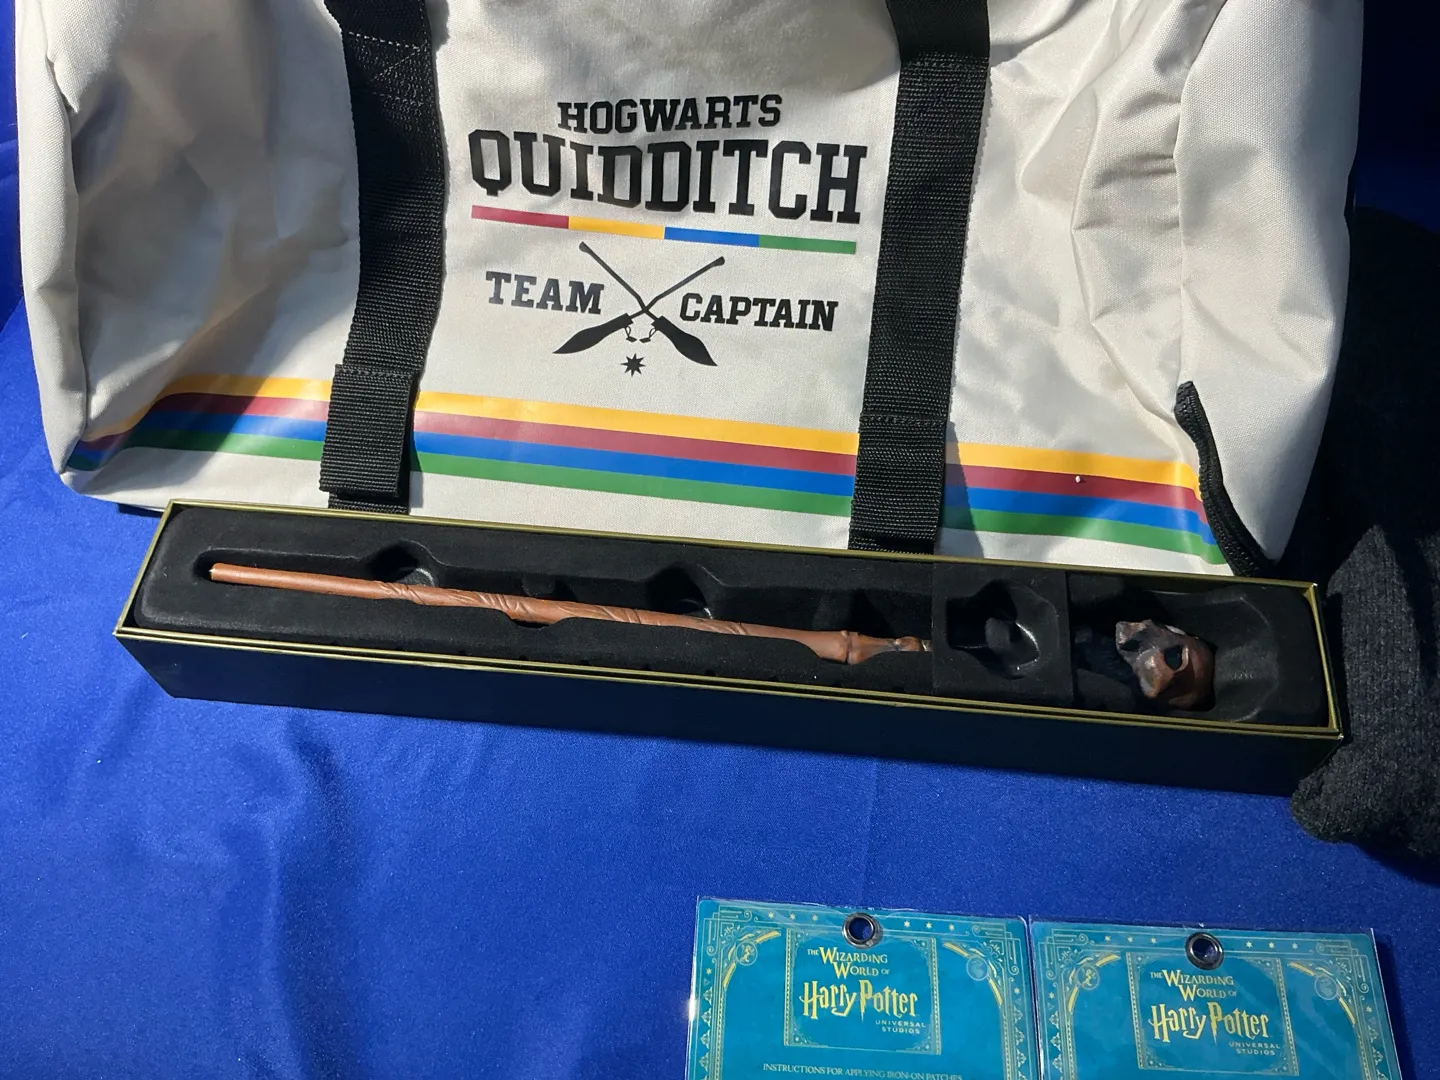 HOGWARTS
QUIDDITCH
TEAM CAPTAIN
THE WIZARDING
WORLD OF
Harry Potter
UNIVERSAL
STUDIOS
INSTRUCTIONS FOR APPLYING IRON-ON PATCHES
THE WIZARDING
WORLD OF
Harry Potter
UNIVERSAL
STUDIOS